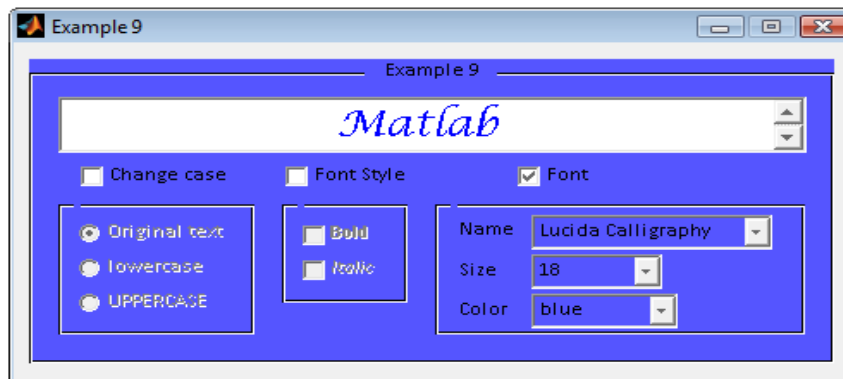 Example 9
Example 9
Matlab
Change case Font Style Font
Original text Bold Name Lucida Calligraphy
lowercase Italic Size 18
UPPERCASE Color blue